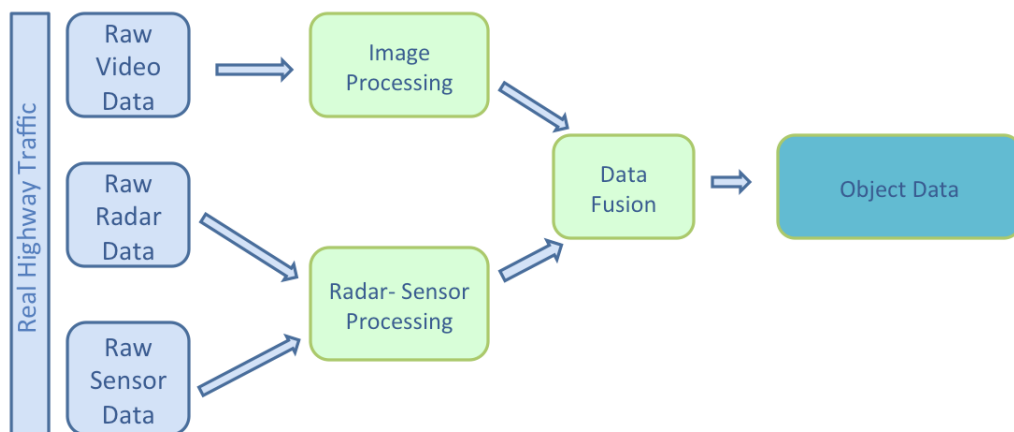 Real Highway Traffic
Raw
Video
Data
Image
Processing
Raw
Radar
Data
Data
Fusion
Object Data
Radar- Sensor
Processing
Raw
Sensor
Data